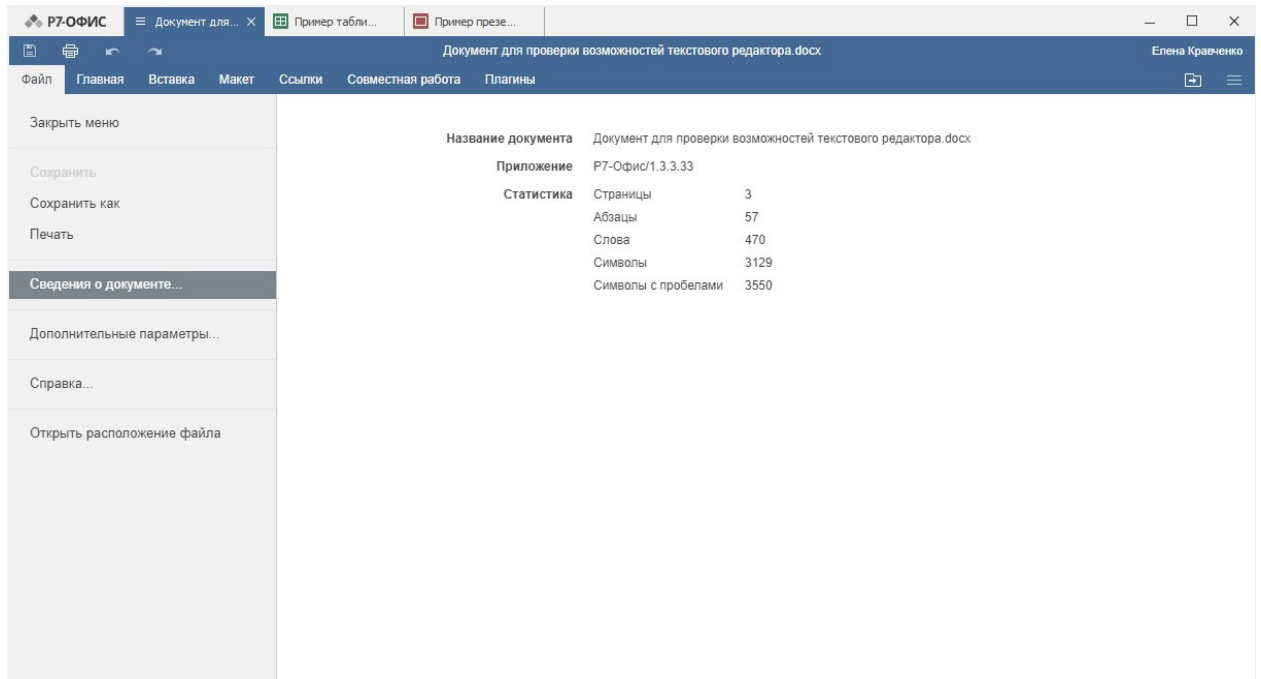 Р7-ОФИС Документ для... Пример табли... Пример презе...
Документ для проверки возможностей текстового редактора.docx Елена Кравченко
Файл Главная Вставка Макет Ссылки Совместная работа Плагины
Закрыть меню
Сохранить
Сохранить как
Печать
Сведения о документе...
Дополнительные параметры...
Справка...
Открыть расположение файла
Название документа Документ для проверки возможностей текстового редактора.docx
Приложение Р7-Офис/1.3.3.33
Статистика Страницы 3
Абзацы 57
Слова 470
Символы 3129
Символы с пробелами 3550